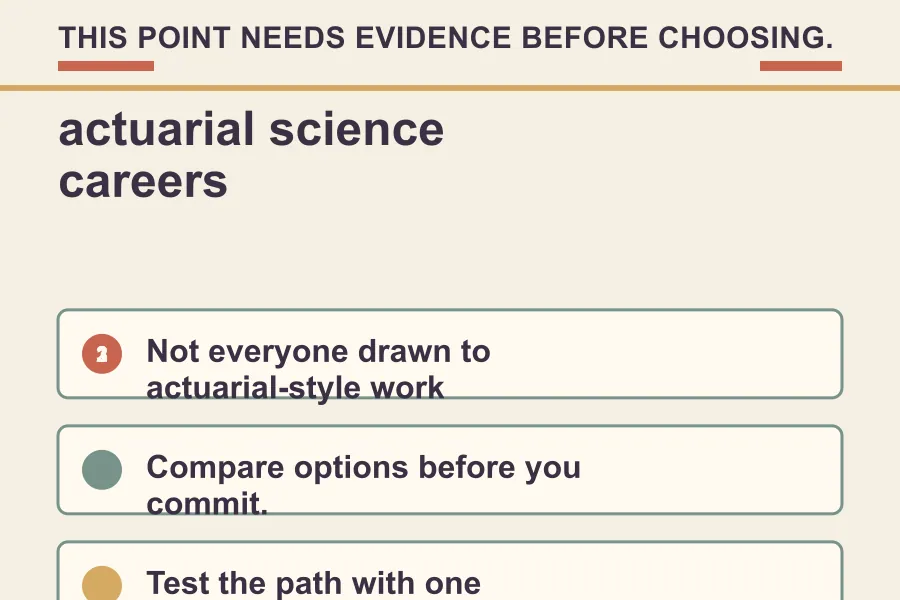 THIS POINT NEEDS EVIDENCE BEFORE CHOOSING.
actuarial science
careers
Not everyone drawn to
actuarial-style work
Compare options before you
commit.
Test the path with one